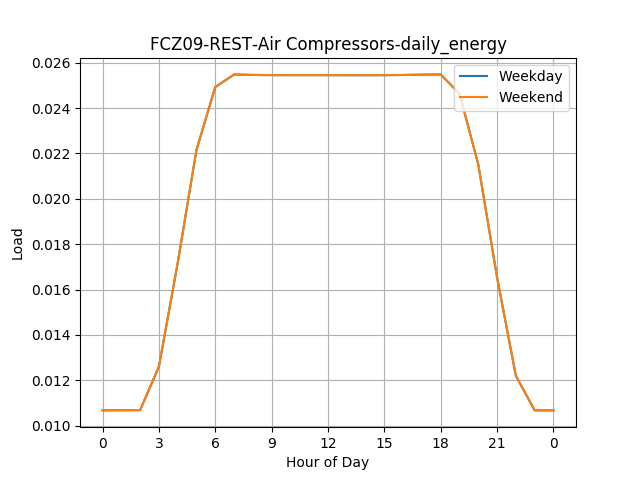 FCZ09-REST-Air Compressors-daily_energy
Weekday
Weekend
0.026
0.024
0.022
0.020
0.018
0.016
0.014
0.012
0.010
Load
0 3 6 9 12 15 18 21 0
Hour of Day